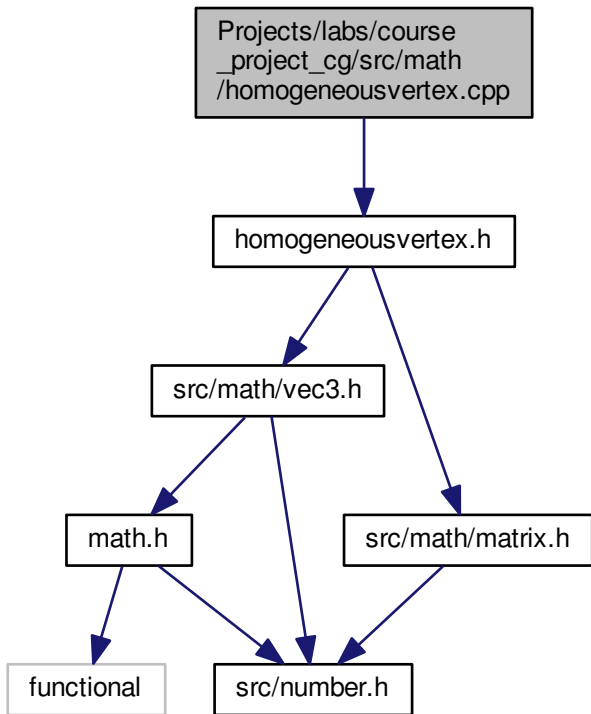 Projects/labs/course
_project_cg/src/math
/homogeneousvertex.cpp
homogeneousvertex.h
src/math/vec3.h
math.h
src/math/matrix.h
functional
src/number.h